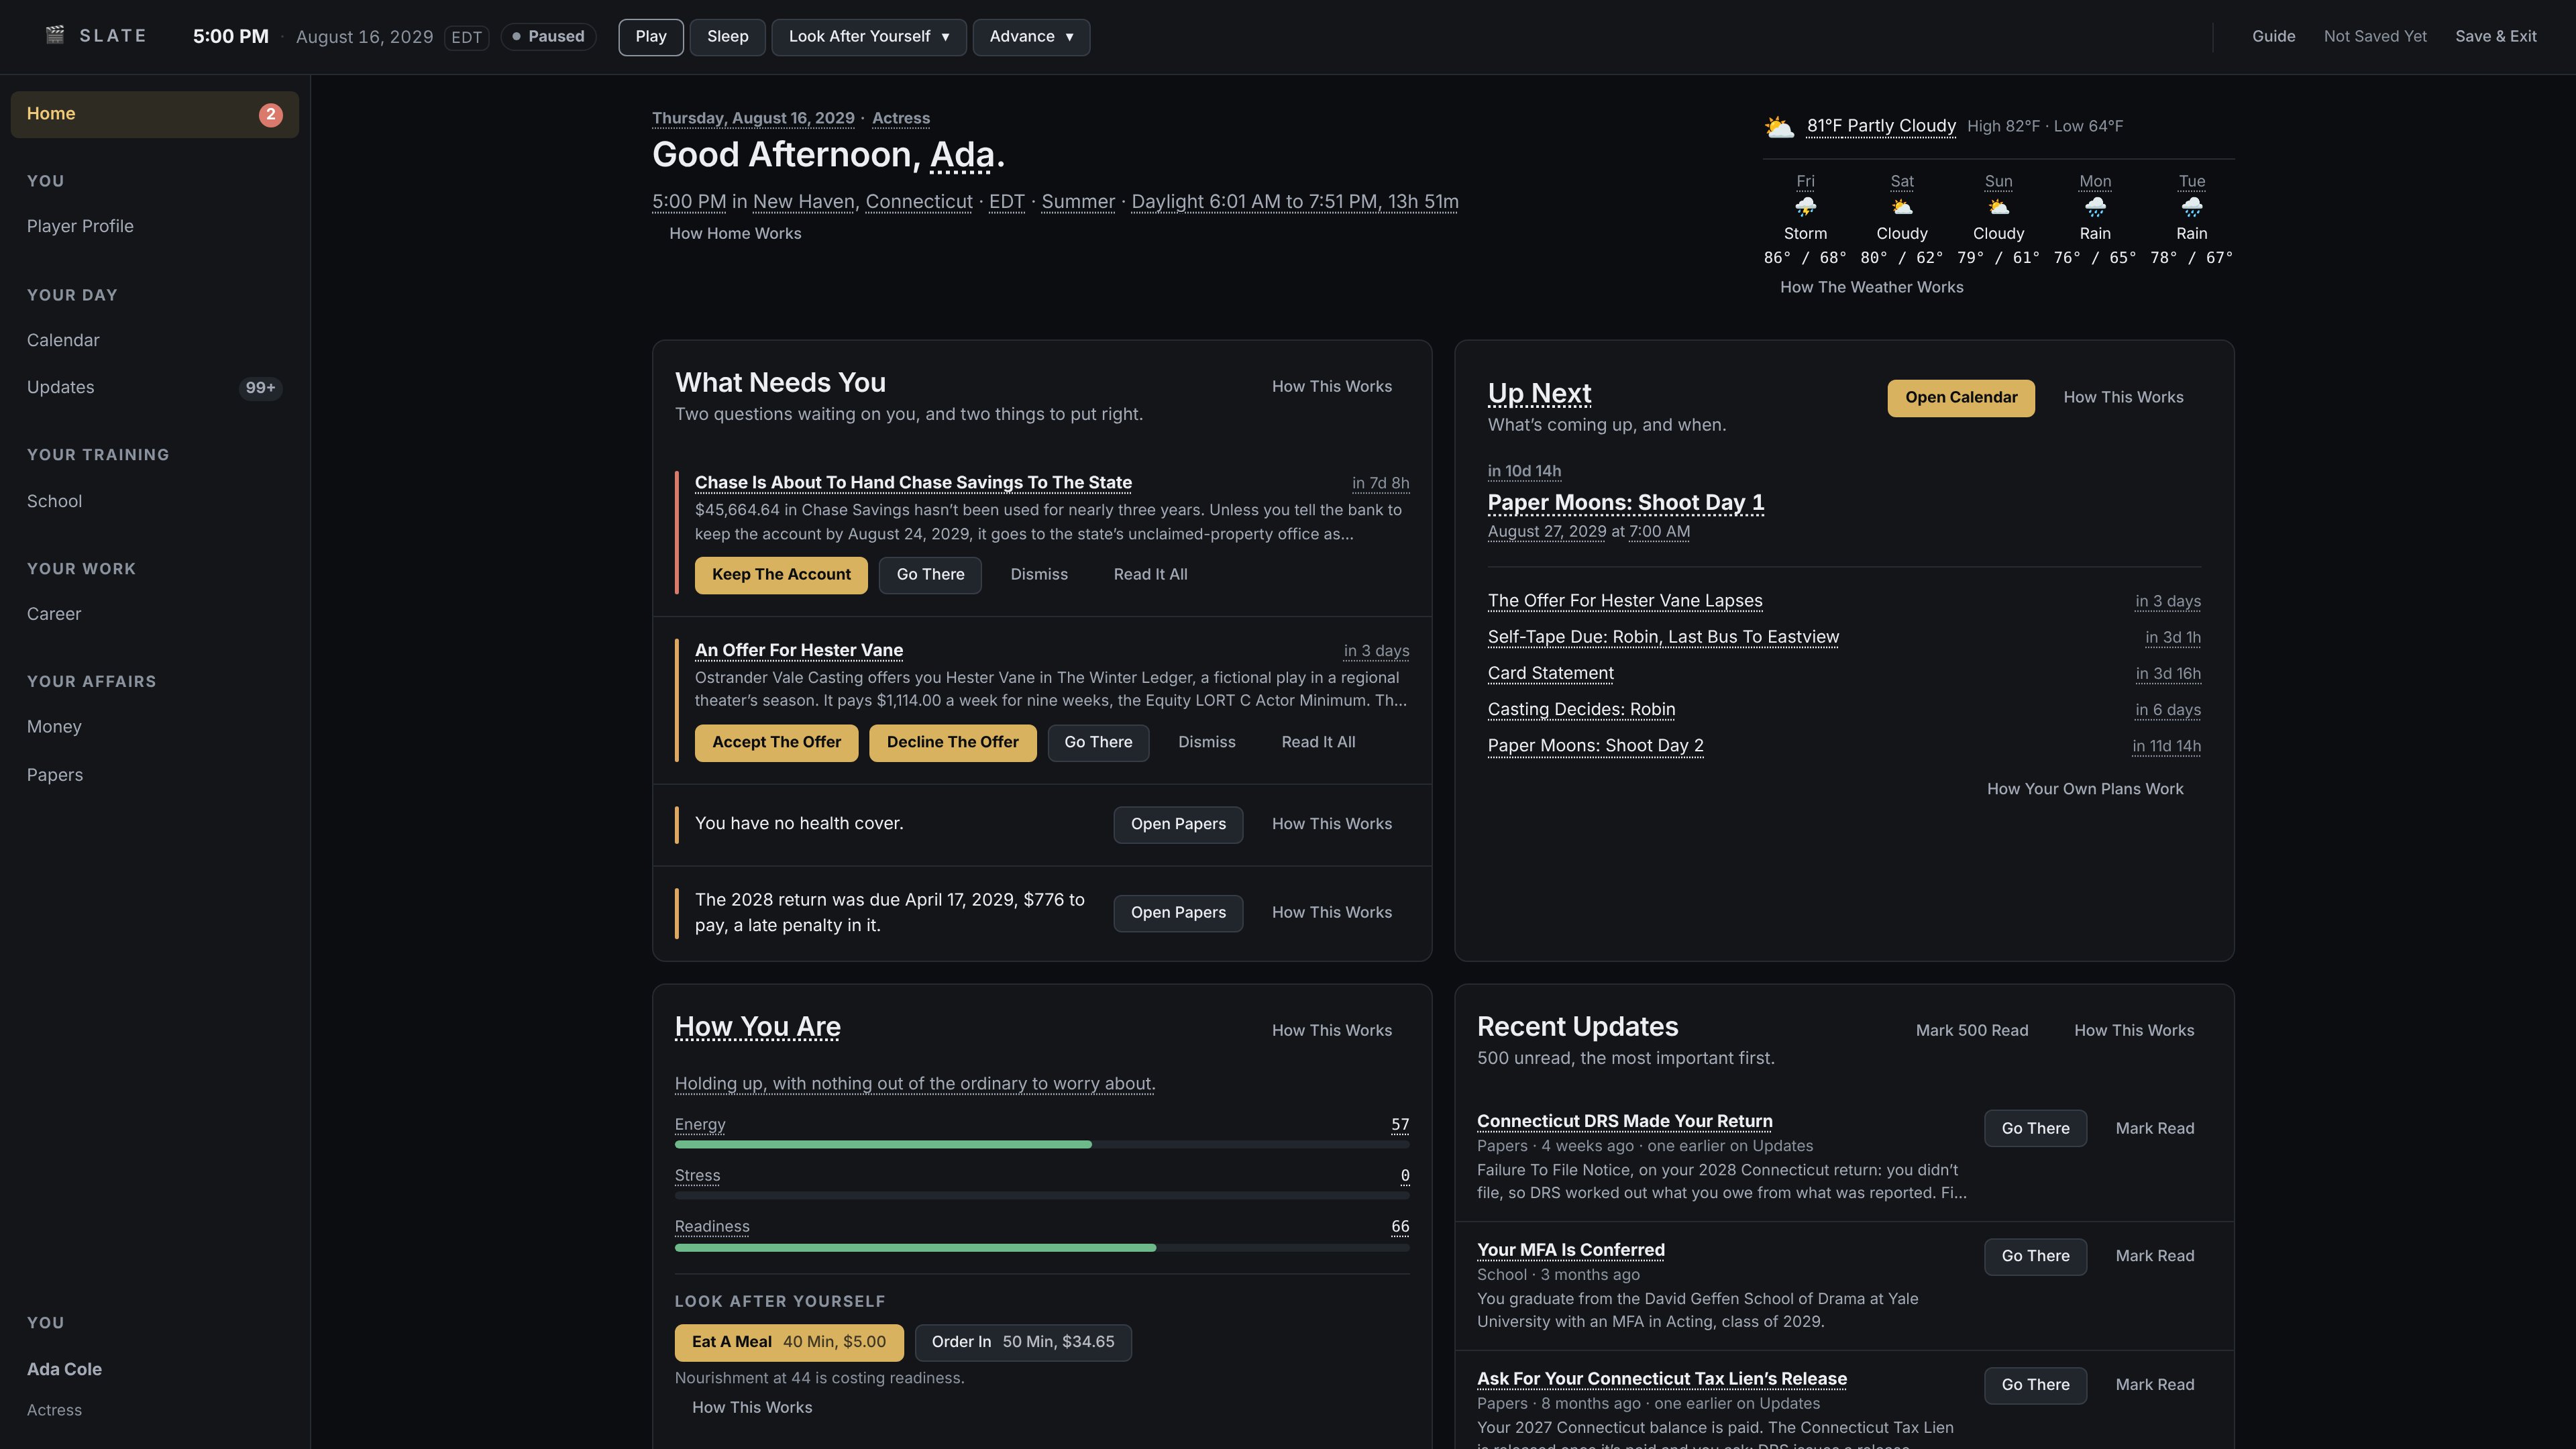 🎬 SLATE 5:00 PM · August 16, 2029 EDT Paused Play Sleep Look After Yourself ▾ Advance ▾ Guide Not Saved Yet Save & Exit
Home 2
YOU
Player Profile
YOUR DAY
Calendar
Updates 99+
YOUR TRAINING
School
YOUR WORK
Career
YOUR AFFAIRS
Money
Papers
YOU
Ada Cole
Actress
Thursday, August 16, 2029 · Actress
Good Afternoon, Ada.
5:00 PM in New Haven, Connecticut · EDT · Summer · Daylight 6:01 AM to 7:51 PM, 13h 51m
How Home Works
81°F Partly Cloudy High 82°F · Low 64°F
Fri Sat Sun Mon Tue
Storm Cloudy Cloudy Rain Rain
86° / 68° 80° / 62° 79° / 61° 76° / 65° 78° / 67°
How The Weather Works
What Needs You How This Works
Two questions waiting on you, and two things to put right.
Chase Is About To Hand Chase Savings To The State in 7d 8h
$45,664.64 in Chase Savings hasn’t been used for nearly three years. Unless you tell the bank to
keep the account by August 24, 2029, it goes to the state’s unclaimed-property office as…
Keep The Account Go There Dismiss Read It All
An Offer For Hester Vane in 3 days
Ostrander Vale Casting offers you Hester Vane in The Winter Ledger, a fictional play in a regional
theater’s season. It pays $1,114.00 a week for nine weeks, the Equity LORT C Actor Minimum. Th…
Accept The Offer Decline The Offer Go There Dismiss Read It All
You have no health cover. Open Papers How This Works
The 2028 return was due April 17, 2029, $776 to
pay, a late penalty in it. Open Papers How This Works
Up Next Open Calendar How This Works
What’s coming up, and when.
in 10d 14h
Paper Moons: Shoot Day 1
August 27, 2029 at 7:00 AM
The Offer For Hester Vane Lapses in 3 days
Self-Tape Due: Robin, Last Bus To Eastview in 3d 1h
Card Statement in 3d 16h
Casting Decides: Robin in 6 days
Paper Moons: Shoot Day 2 in 11d 14h
How Your Own Plans Work
How You Are How This Works
Holding up, with nothing out of the ordinary to worry about.
Energy 57
Stress 0
Readiness 66
LOOK AFTER YOURSELF
Eat A Meal 40 Min, $5.00 Order In 50 Min, $34.65
Nourishment at 44 is costing readiness.
How This Works
Recent Updates Mark 500 Read How This Works
500 unread, the most important first.
Connecticut DRS Made Your Return Go There Mark Read
Papers · 4 weeks ago · one earlier on Updates
Failure To File Notice, on your 2028 Connecticut return: you didn’t
file, so DRS worked out what you owe from what was reported. Fi…
Your MFA Is Conferred Go There Mark Read
School · 3 months ago
You graduate from the David Geffen School of Drama at Yale
University with an MFA in Acting, class of 2029.
Ask For Your Connecticut Tax Lien’s Release Go There Mark Read
Papers · 8 months ago · one earlier on Updates
Your 2027 Connecticut balance is paid. The Connecticut Tax Lien